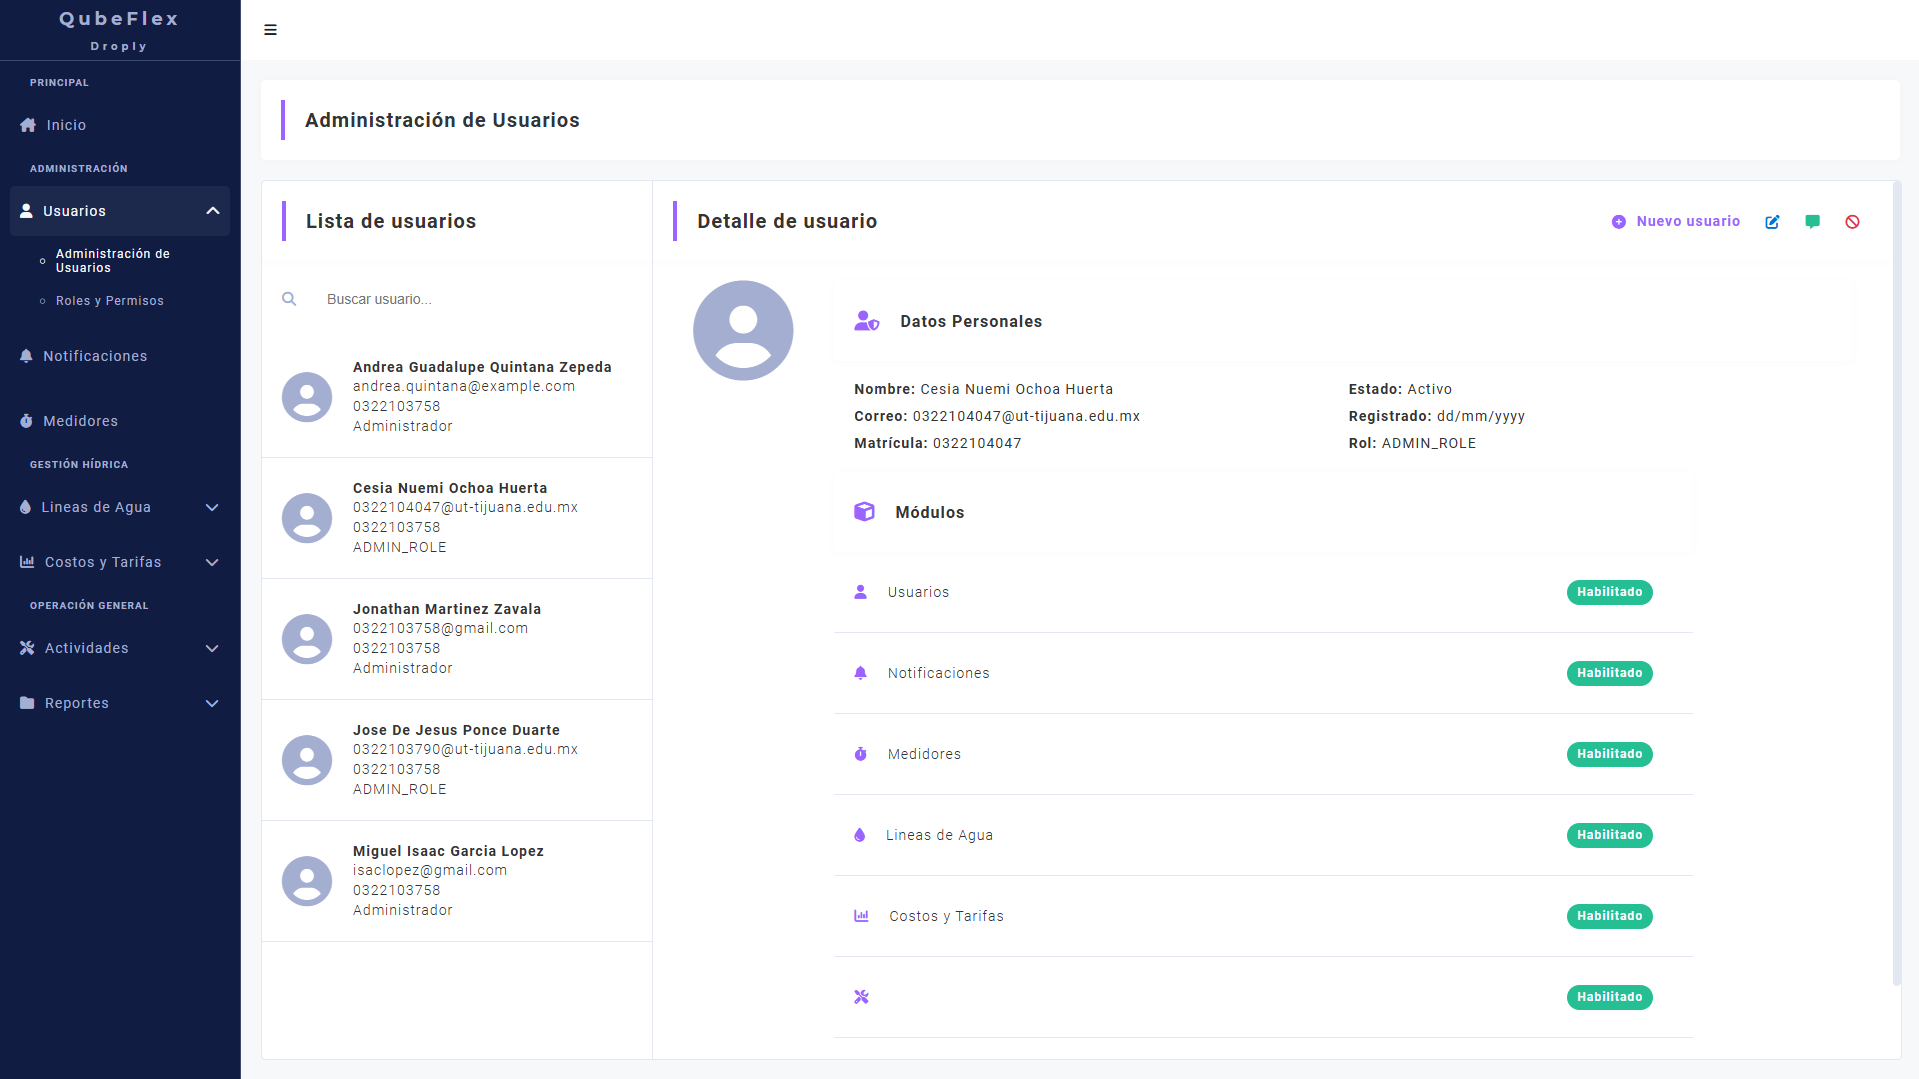 QubeFlex
Droply
PRINCIPAL
Inicio
ADMINISTRACIÓN
Usuarios
Administración de
Usuarios
Roles y Permisos
Notificaciones
Medidores
GESTIÓN HÍDRICA
Lineas de Agua
Costos y Tarifas
OPERACIÓN GENERAL
Actividades
Reportes
Administración de Usuarios
Lista de usuarios
Buscar usuario...
Andrea Guadalupe Quintana Zepeda
andrea.quintana@example.com
0322103758
Administrador
Cesia Nuemi Ochoa Huerta
0322104047@ut-tijuana.edu.mx
0322103758
ADMIN_ROLE
Jonathan Martinez Zavala
0322103758@gmail.com
0322103758
Administrador
Jose De Jesus Ponce Duarte
0322103790@ut-tijuana.edu.mx
0322103758
ADMIN_ROLE
Miguel Isaac Garcia Lopez
isaclopez@gmail.com
0322103758
Administrador
Detalle de usuario
Nuevo usuario
Datos Personales
Nombre: Cesia Nuemi Ochoa Huerta
Correo: 0322104047@ut-tijuana.edu.mx
Matrícula: 0322104047
Estado: Activo
Registrado: dd/mm/yyyy
Rol: ADMIN_ROLE
Módulos
Usuarios Habilitado
Notificaciones Habilitado
Medidores Habilitado
Lineas de Agua Habilitado
Costos y Tarifas Habilitado
Habilitado